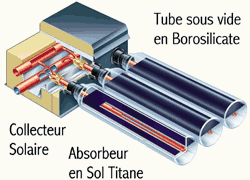 Tube sous vide
en Borosilicate
Collecteur
Solaire
Absorbeur
en Sol Titane